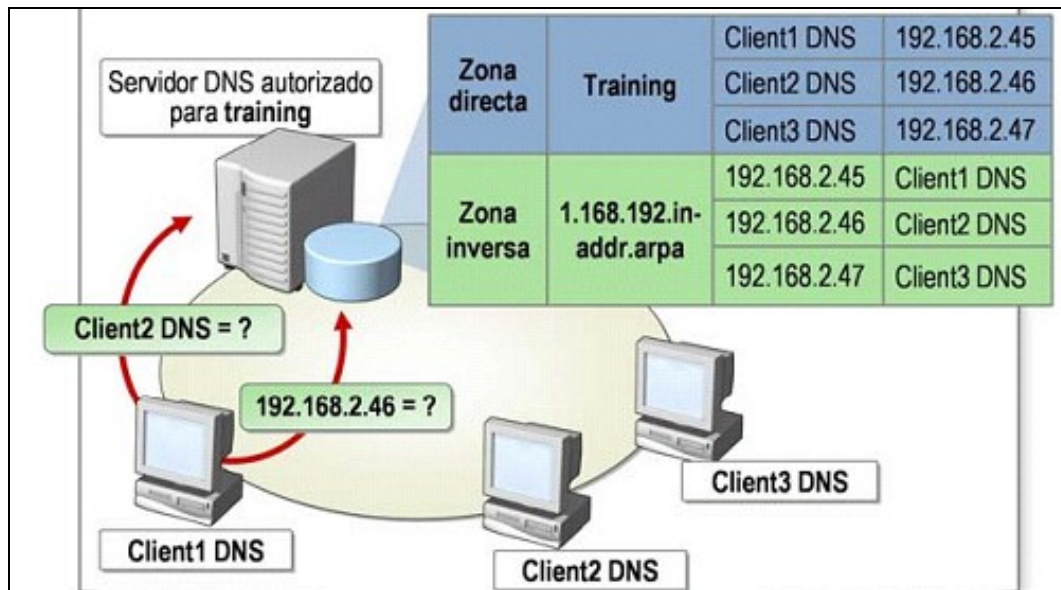 Servidor DNS autorizado
para training
Zona
directa
Training
Client1 DNS
192.168.2.45
Client2 DNS
192.168.2.46
Client3 DNS
192.168.2.47
Zona
inversa
1.168.192.in-
addr.arpa
192.168.2.45
Client1 DNS
192.168.2.46
Client2 DNS
192.168.2.47
Client3 DNS
Client2 DNS = ?
192.168.2.46 = ?
Client1 DNS
Client2 DNS
Client3 DNS